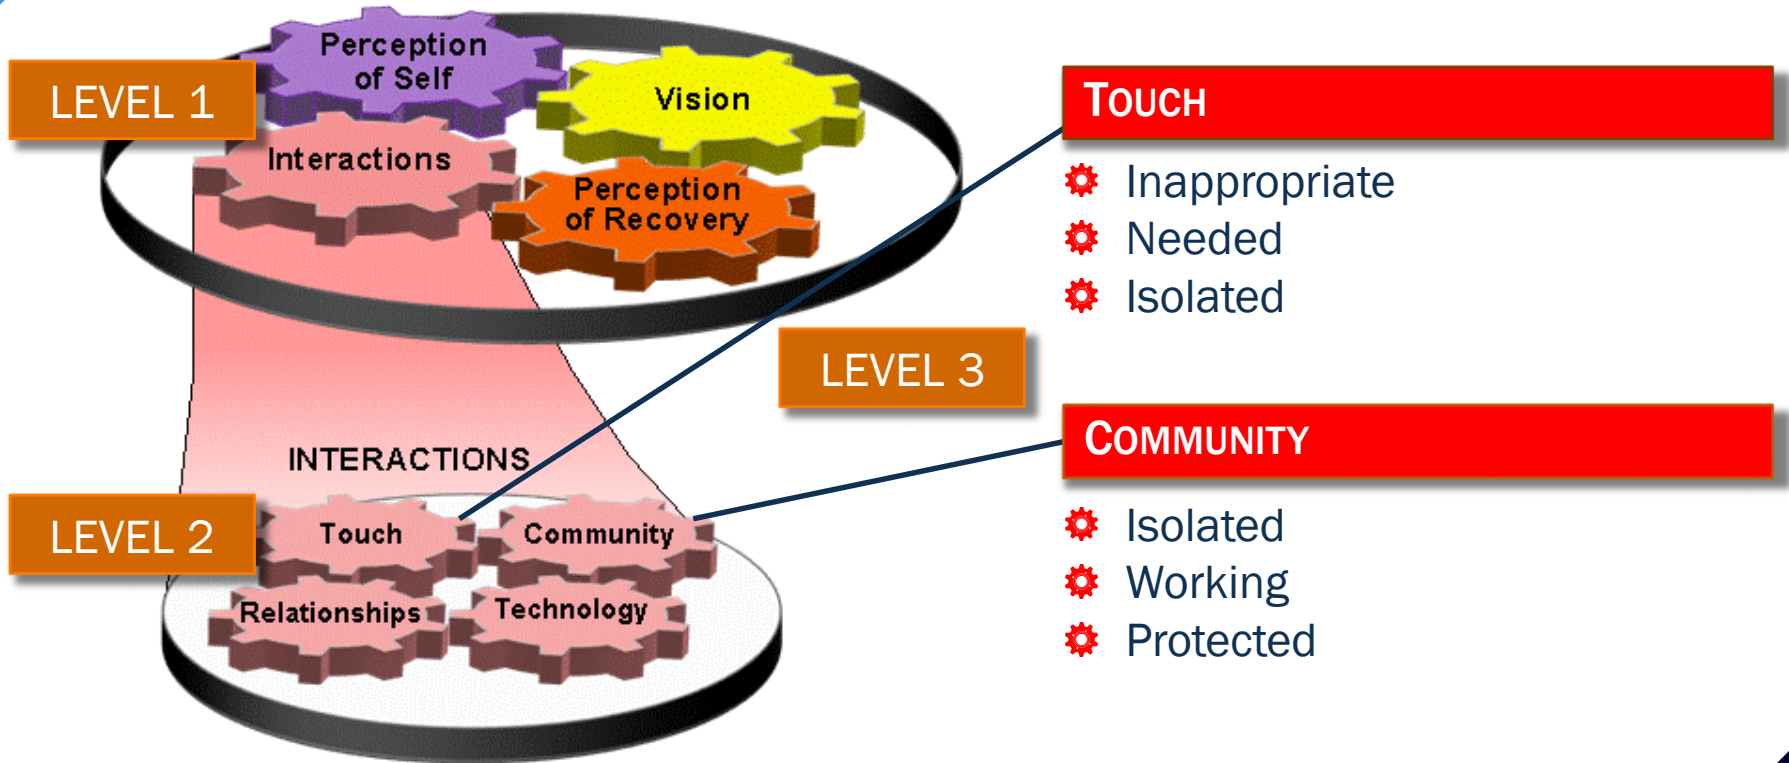 LEVEL 1
Perception
of Self
Vision
Interactions
Perception
of Recovery
LEVEL 3
INTERACTIONS
LEVEL 2
Touch
Community
Relationships
Technology
TOUCH
Inappropriate
Needed
Isolated
COMMUNITY
Isolated
Working
Protected